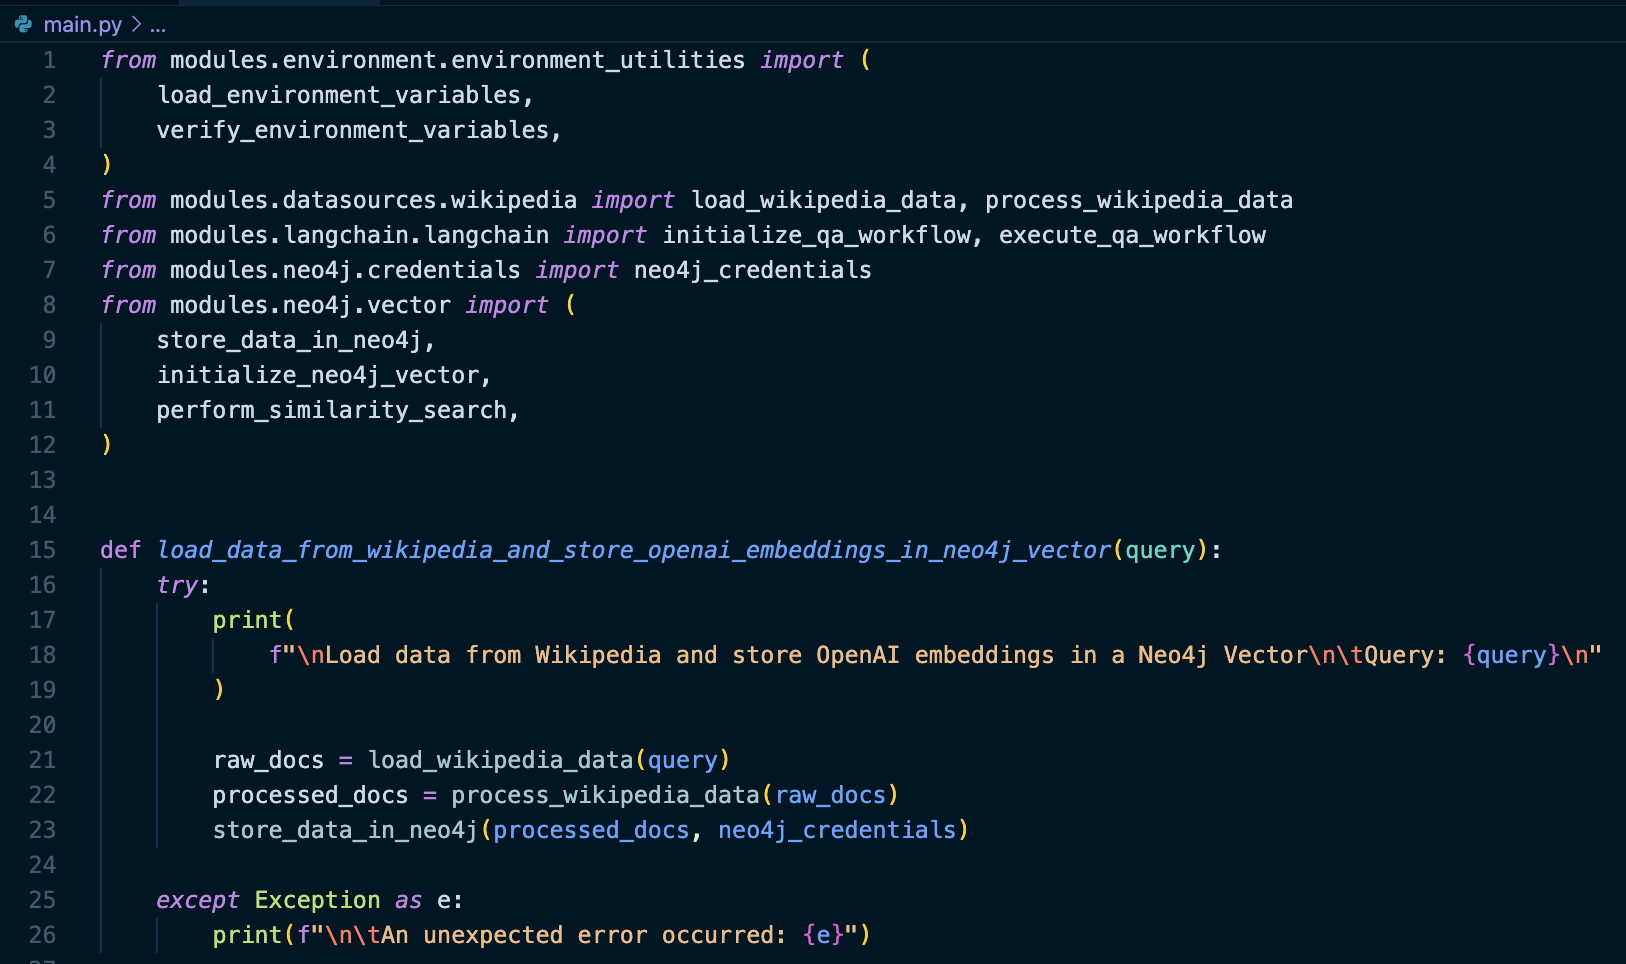 main.py > ...
1 from modules.environment.environment_utilities import (
2     load_environment_variables,
3     verify_environment_variables,
4 )
5 from modules.datasources.wikipedia import load_wikipedia_data, process_wikipedia_data
6 from modules.langchain.langchain import initialize_qa_workflow, execute_qa_workflow
7 from modules.neo4j.credentials import neo4j_credentials
8 from modules.neo4j.vector import (
9     store_data_in_neo4j,
10     initialize_neo4j_vector,
11     perform_similarity_search,
12 )
13
14
15 def load_data_from_wikipedia_and_store_openai_embeddings_in_neo4j_vector(query):
16     try:
17         print(
18             f"\nLoad data from Wikipedia and store OpenAI embeddings in a Neo4j Vector\n\tQuery: {query}\n"
19         )
20
21         raw_docs = load_wikipedia_data(query)
22         processed_docs = process_wikipedia_data(raw_docs)
23         store_data_in_neo4j(processed_docs, neo4j_credentials)
24
25     except Exception as e:
26         print(f"\n\tAn unexpected error occurred: {e}")